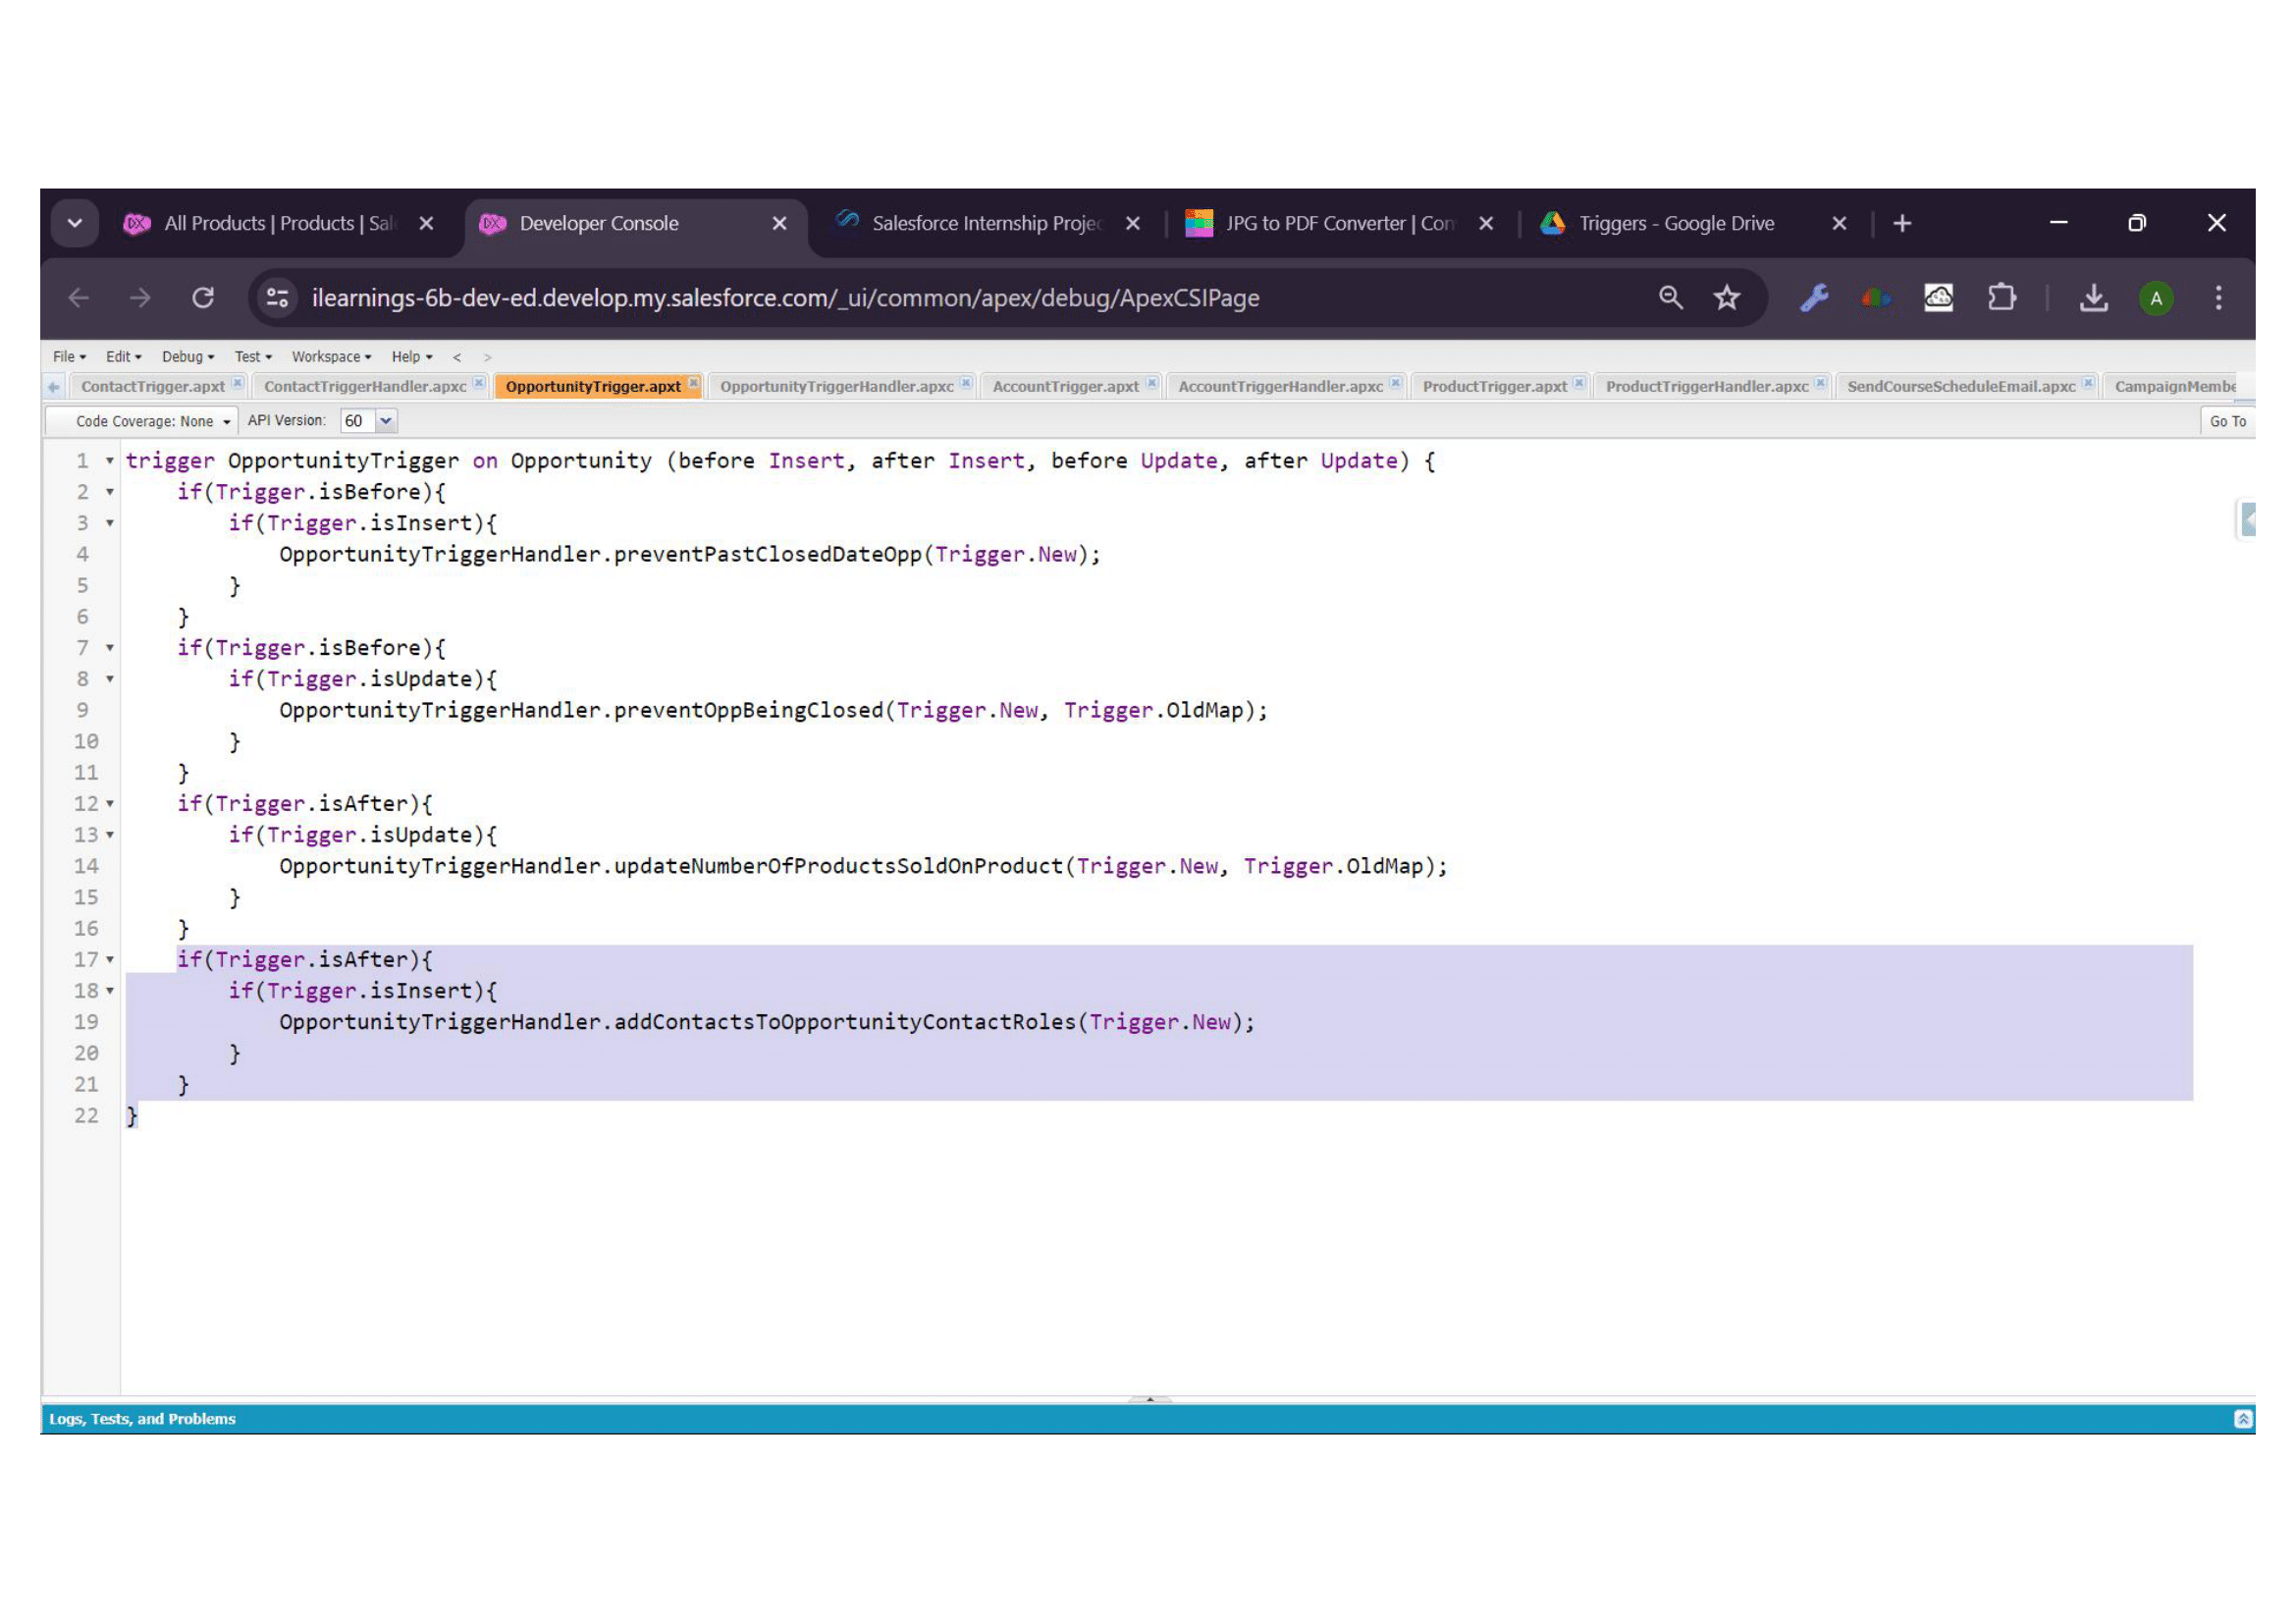 All Products | Products | Sal
Developer Console
Salesforce Internship Projec
JPG to PDF Converter | Con
Triggers - Google Drive
ilearnings-6b-dev-ed.develop.my.salesforce.com/_ui/common/apex/debug/ApexCSIPage
A
File Edit Debug Test Workspace Help < >
ContactTrigger.apxt ContactTriggerHandler.apxc OpportunityTrigger.apxt OpportunityTriggerHandler.apxc AccountTrigger.apxt AccountTriggerHandler.apxc ProductTrigger.apxt ProductTriggerHandler.apxc SendCourseScheduleEmail.apxc CampaignMembe
Code Coverage: None API Version: 60 Go To
1 trigger OpportunityTrigger on Opportunity (before Insert, after Insert, before Update, after Update) {
2 if(Trigger.isBefore){
3 if(Trigger.isInsert){
4 OpportunityTriggerHandler.preventPastClosedDateOpp(Trigger.New);
5 }
6 }
7 if(Trigger.isBefore){
8 if(Trigger.isUpdate){
9 OpportunityTriggerHandler.preventOppBeingClosed(Trigger.New, Trigger.OldMap);
10 }
11 }
12 if(Trigger.isAfter){
13 if(Trigger.isUpdate){
14 OpportunityTriggerHandler.updateNumberOfProductsSoldOnProduct(Trigger.New, Trigger.OldMap);
15 }
16 }
17 if(Trigger.isAfter){
18 if(Trigger.isInsert){
19 OpportunityTriggerHandler.addContactsToOpportunityContactRoles(Trigger.New);
20 }
21 }
22 }
Logs, Tests, and Problems